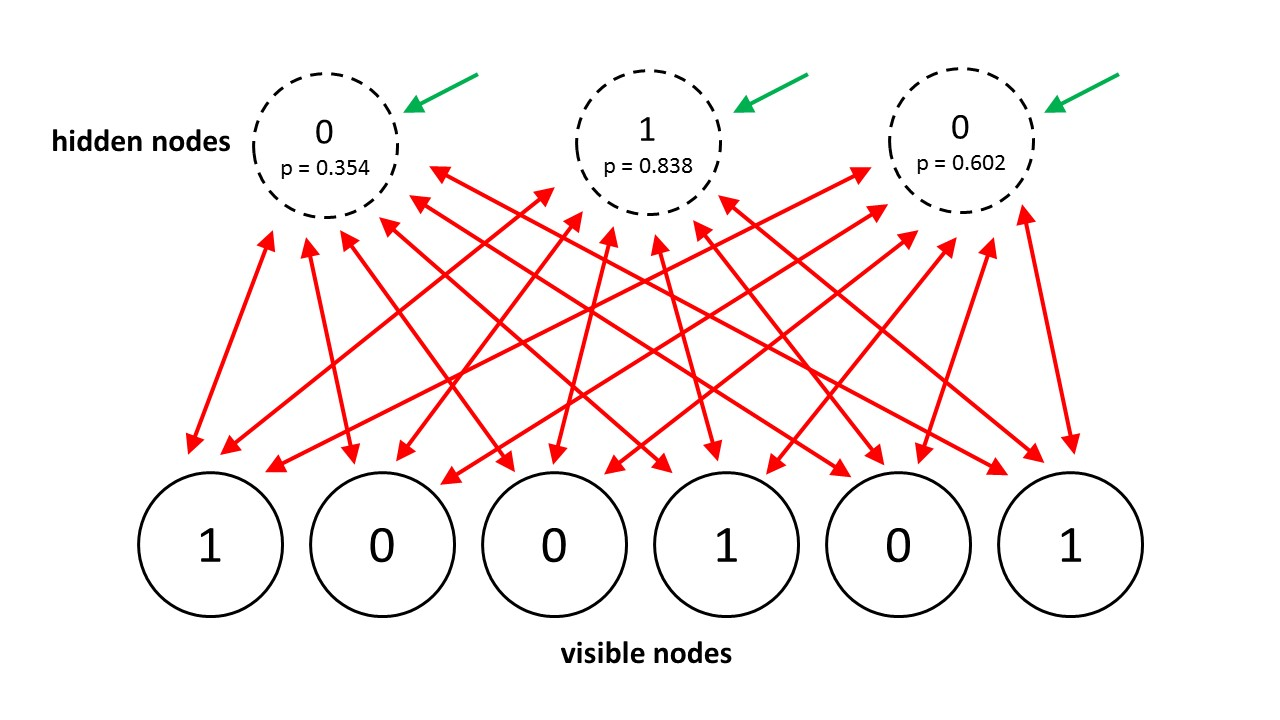 hidden nodes
0
p = 0.354
1
p = 0.838
0
p = 0.602
1
0
0
1
0
1
visible nodes